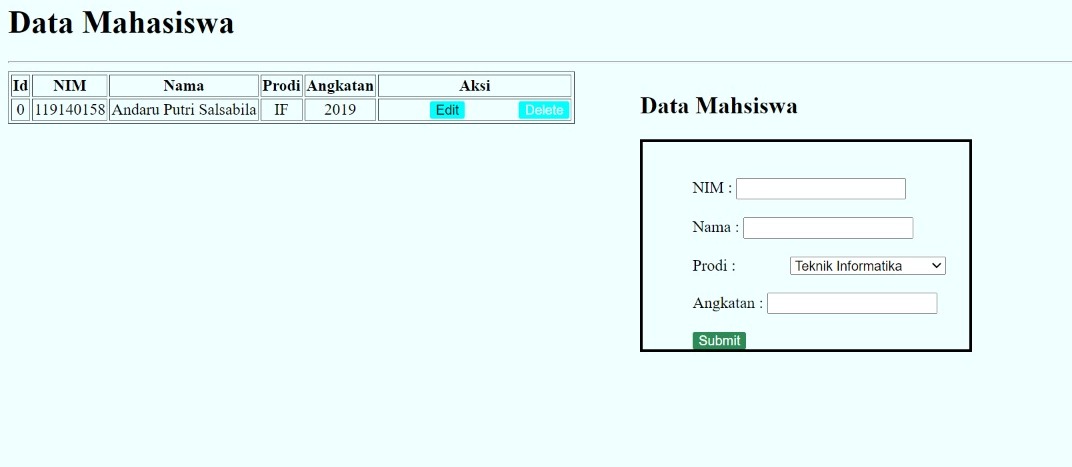 Data Mahasiswa
Id NIM Nama Prodi Angkatan Aksi
0 119140158 Andaru Putri Salsabila IF 2019 Edit Delete
Data Mahsiswa
NIM :
Nama :
Prodi : Teknik Informatika
Angkatan :
Submit